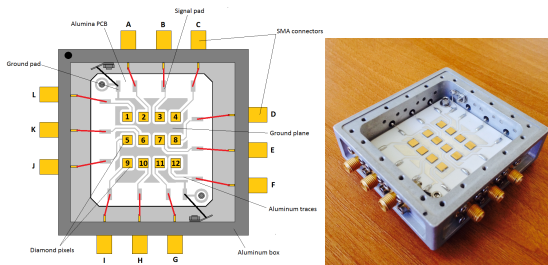 Signal pad
Alumina PCB
A
B
C
SMA connectors
Ground pad
L
D
1 2 3 4
K
Ground plane
5 6 7 8
E
J
9 10 11 12
F
Aluminum traces
Diamond pixels
Aluminum box
I
H
G